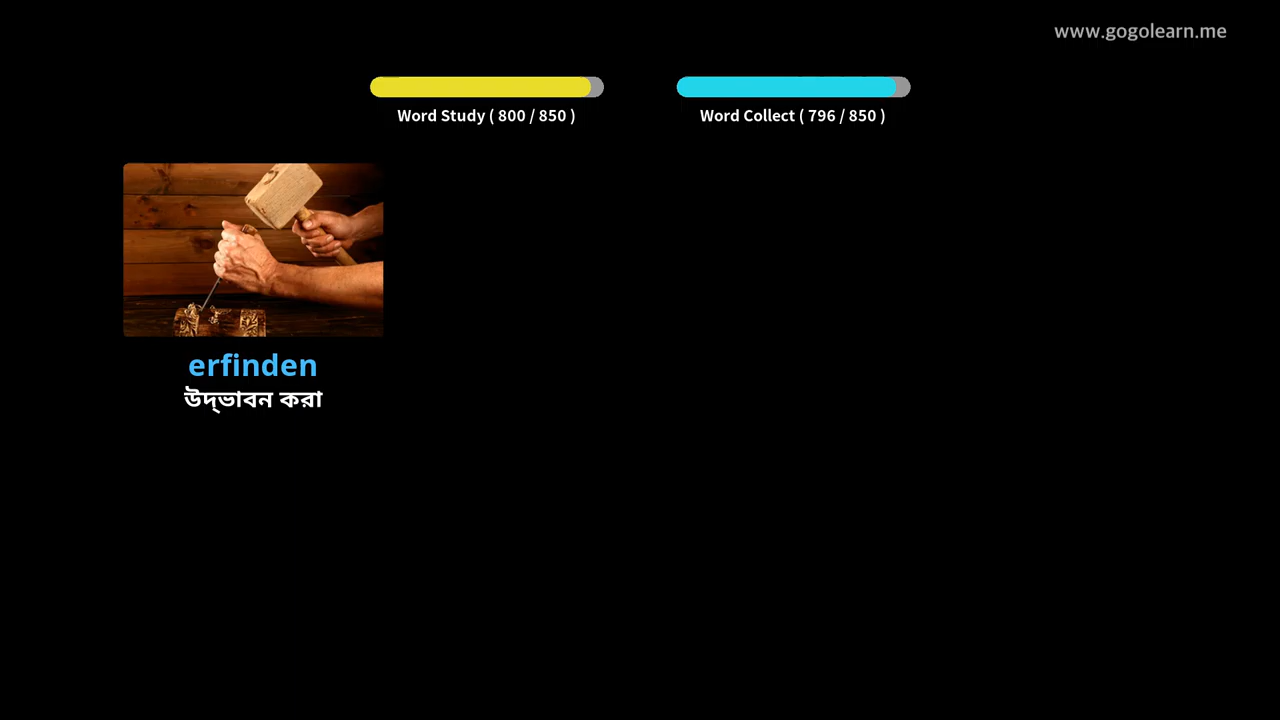 www.gogolearn.me
Word Study ( 800 / 850 )
Word Collect ( 796 / 850 )
erfinden
উদ্‌ভাবন করা